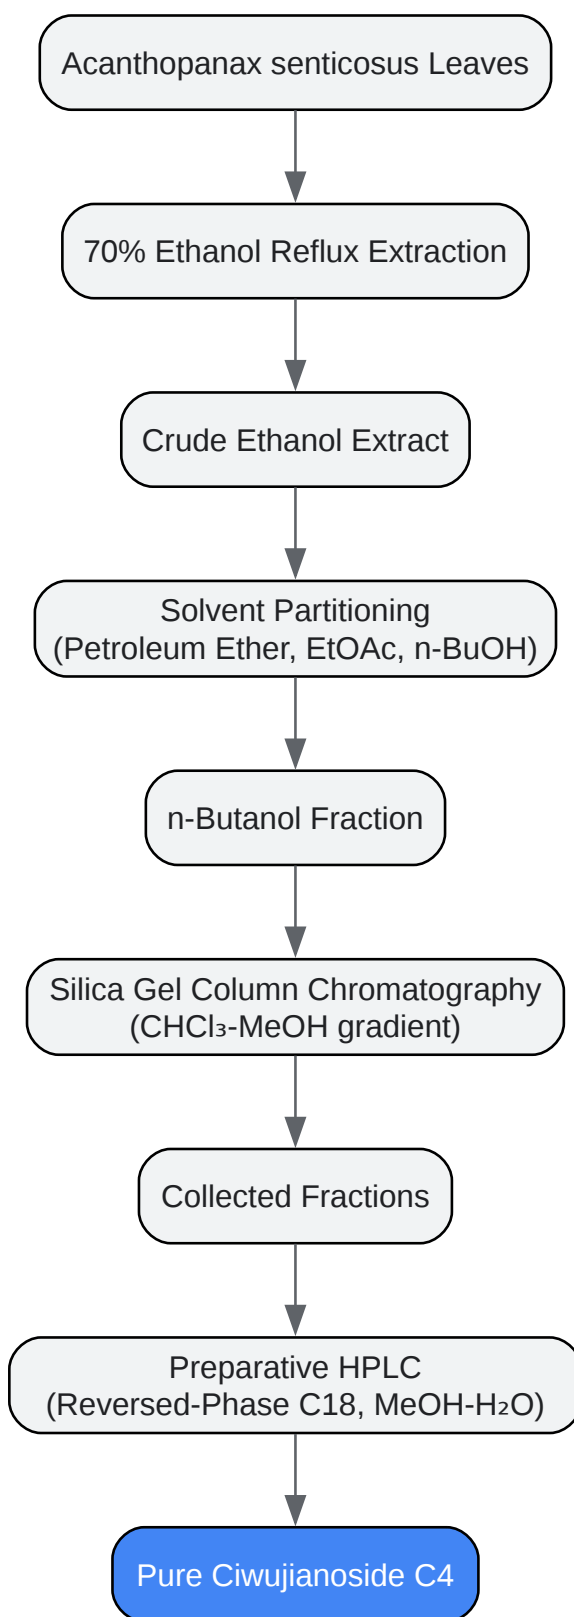 Acanthopanax senticosus Leaves
70% Ethanol Reflux Extraction
Crude Ethanol Extract
Solvent Partitioning
(Petroleum Ether, EtOAc, n-BuOH)
n-Butanol Fraction
Silica Gel Column Chromatography
(CHCl₃-MeOH gradient)
Collected Fractions
Preparative HPLC
(Reversed-Phase C18, MeOH-H₂O)
Pure Ciwujianoside C4